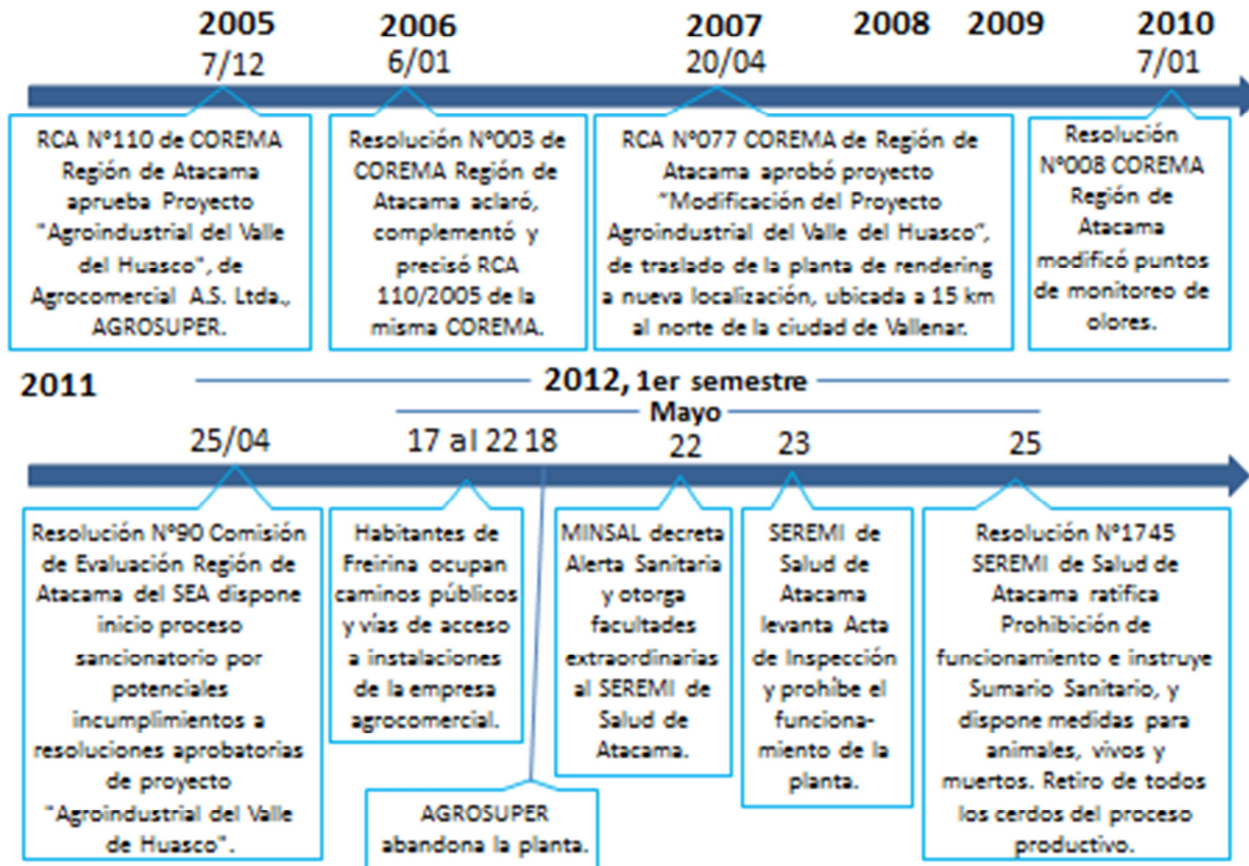 2005 2006 2007 2008 2009 2010
7/12 6/01 20/04 7/01
RCA Nº110 de COREMA
Región de Atacama
aprueba Proyecto
"Agroindustrial del Valle
del Huasco", de
Agrocomercial A.S. Ltda.,
AGROSUPER.
Resolución Nº003 de
COREMA Región de
Atacama aclaró,
complementó y
precisó RCA
110/2005 de la
misma COREMA.
RCA Nº077 COREMA de Región de
Atacama aprobó proyecto
"Modificación del Proyecto
Agroindustrial del Valle del Huasco",
de traslado de la planta de rendering
a nueva localización, ubicada a 15 km
al norte de la ciudad de Vallenar.
Resolución
Nº008 COREMA
Región de
Atacama
modificó puntos
de monitoreo de
olores.
2011 2012, 1er semestre
Mayo
25/04 17 al 22 18 22 23 25
Resolución Nº90 Comisión
de Evaluación Región de
Atacama del SEA dispone
inicio proceso
sancionatorio por
potenciales
incumplimientos a
resoluciones aprobatorias
de proyecto
"Agroindustrial del Valle
de Huasco".
Habitantes de
Freirina ocupan
caminos públicos
y vías de acceso
a instalaciones
de la empresa
agrocomercial.
AGROSUPER
abandona la planta.
MINSAL decreta
Alerta Sanitaria
y otorga
facultades
extraordinarias
al SEREMI de
Salud de
Atacama.
SEREMI de
Salud de
Atacama
levanta Acta
de Inspección
y prohíbe el
funciona-
miento de la
planta.
Resolución Nº1745
SEREMI de Salud de
Atacama ratifica
Prohibición de
funcionamiento e instruye
Sumario Sanitario, y
dispone medidas para
animales, vivos y
muertos. Retiro de todos
los cerdos del proceso
productivo.